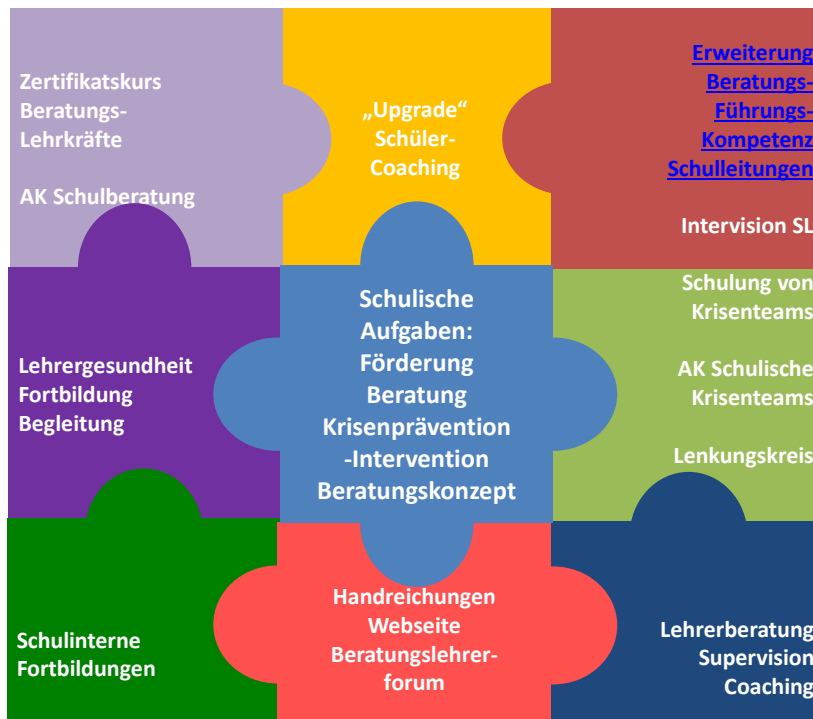 Zertifikatskurs
Beratungs-
Lehrkräfte
AK Schulberatung
„Upgrade“
Schüler-
Coaching
Erweiterung
Beratungs-
Führungs-
Kompetenz
Schulleitungen
Intervision SL
Lehrergesundheit
Fortbildung
Begleitung
Schulische
Aufgaben:
Förderung
Beratung
Krisenprävention
-Intervention
Beratungskonzept
Schulung von
Krisenteams
AK Schulische
Krisenteams
Lenkungskreis
Schulinterne
Fortbildungen
Handreichungen
Webseite
Beratungslehrer-
forum
Lehrerberatung
Supervision
Coaching